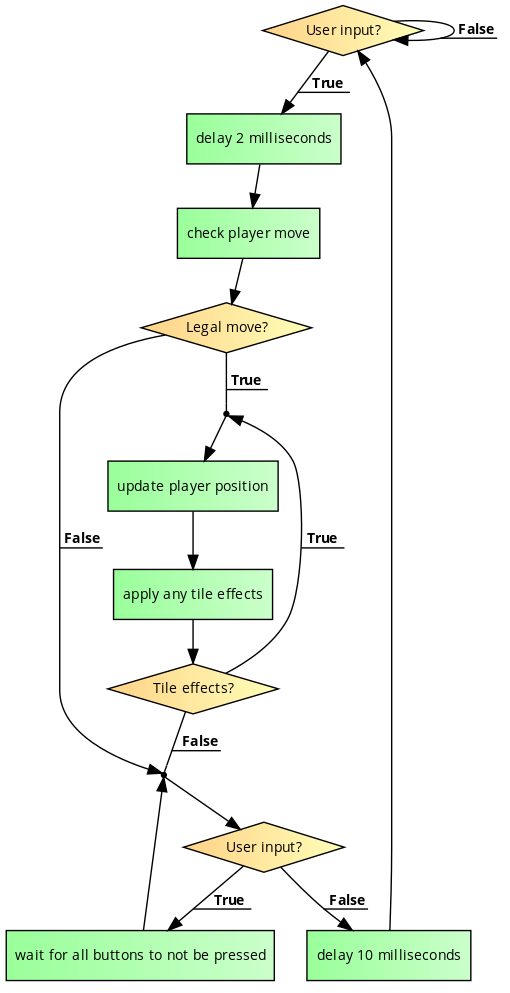 User input?
False
True
delay 2 milliseconds
check player move
Legal move?
True
update player position
False
True
apply any tile effects
Tile effects?
False
User input?
True
False
wait for all buttons to not be pressed
delay 10 milliseconds